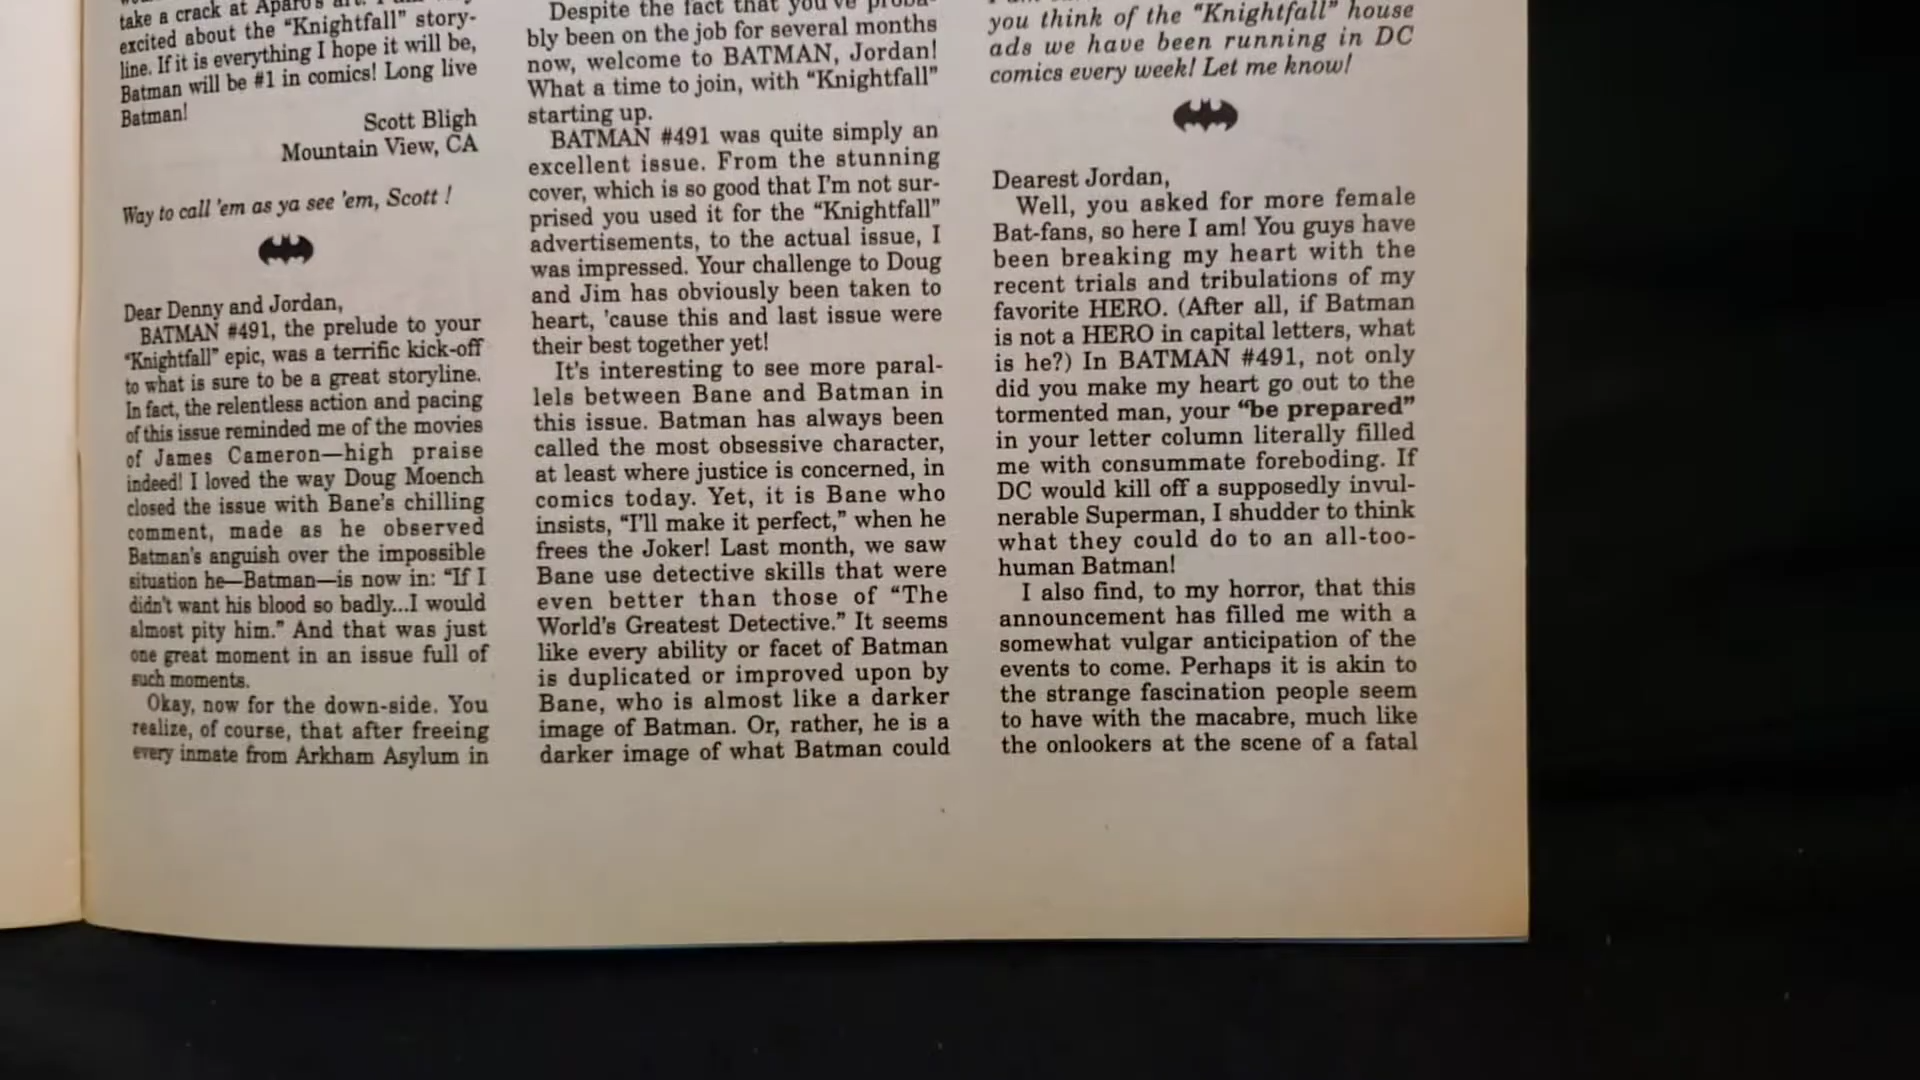 take a crack at Aparo's art.
excited about the "Knightfall" story-
line. If it is everything I hope it will be,
Batman will be #1 in comics! Long live
Batman!
Scott Bligh
Mountain View, CA
Way to call 'em as ya see 'em, Scott !
Dear Denny and Jordan,
BATMAN #491, the prelude to your
"Knightfall" epic, was a terrific kick-off
to what is sure to be a great storyline.
In fact, the relentless action and pacing
of this issue reminded me of the movies
of James Cameron—high praise
indeed! I loved the way Doug Moench
closed the issue with Bane's chilling
comment, made as he observed
Batman's anguish over the impossible
situation he—Batman—is now in: "If I
didn't want his blood so badly...I would
almost pity him." And that was just
one great moment in an issue full of
such moments.
Okay, now for the down-side. You
realize, of course, that after freeing
every inmate from Arkham Asylum in
Despite the fact that you've proba-
bly been on the job for several months
now, welcome to BATMAN, Jordan!
What a time to join, with "Knightfall"
starting up.
BATMAN #491 was quite simply an
excellent issue. From the stunning
cover, which is so good that I'm not sur-
prised you used it for the "Knightfall"
advertisements, to the actual issue, I
was impressed. Your challenge to Doug
and Jim has obviously been taken to
heart, 'cause this and last issue were
their best together yet!
It's interesting to see more paral-
lels between Bane and Batman in
this issue. Batman has always been
called the most obsessive character,
at least where justice is concerned, in
comics today. Yet, it is Bane who
insists, "I'll make it perfect," when he
frees the Joker! Last month, we saw
Bane use detective skills that were
even better than those of "The
World's Greatest Detective." It seems
like every ability or facet of Batman
is duplicated or improved upon by
Bane, who is almost like a darker
image of Batman. Or, rather, he is a
darker image of what Batman could
you think of the "Knightfall" house
ads we have been running in DC
comics every week! Let me know!
Dearest Jordan,
Well, you asked for more female
Bat-fans, so here I am! You guys have
been breaking my heart with the
recent trials and tribulations of my
favorite HERO. (After all, if Batman
is not a HERO in capital letters, what
is he?) In BATMAN #491, not only
did you make my heart go out to the
tormented man, your "be prepared"
in your letter column literally filled
me with consummate foreboding. If
DC would kill off a supposedly invul-
nerable Superman, I shudder to think
what they could do to an all-too-
human Batman!
I also find, to my horror, that this
announcement has filled me with a
somewhat vulgar anticipation of the
events to come. Perhaps it is akin to
the strange fascination people seem
to have with the macabre, much like
the onlookers at the scene of a fatal